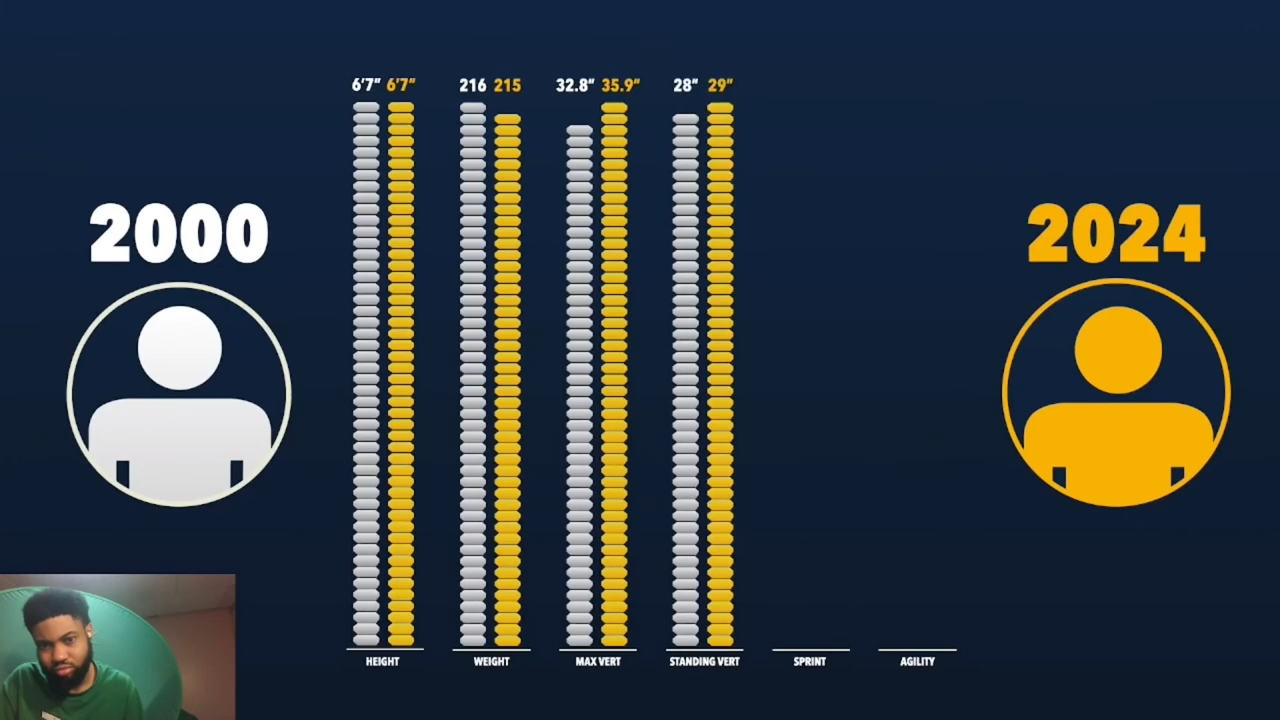 6'7" 6'7" 216 215 32.8" 35.9" 28" 29"
2000
2024
HEIGHT WEIGHT MAX VERT STANDING VERT SPRINT AGILITY